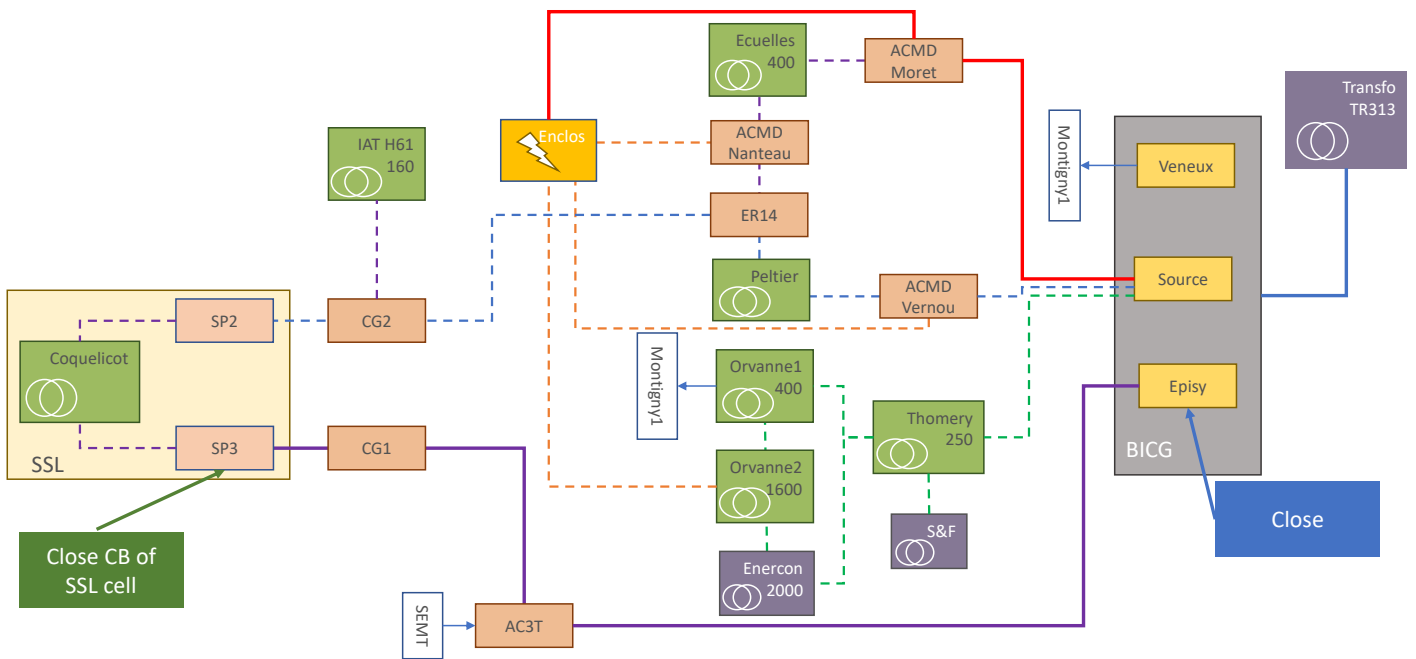 Ecuelles
400
ACMD
Moret
Transfo
TR313
Enclos
IAT H61
160
ACMD
Nanteau
Montigny1
Veneux
ER14
Peltier
ACMD
Vernou
Source
SP2
CG2
Coquelicot
Montigny1
Orvanne1
400
Episy
Thomery
250
SP3
CG1
SSL
BICG
Orvanne2
1600
Close
S&F
Close CB of
SSL cell
Enercon
2000
SEMT
AC3T